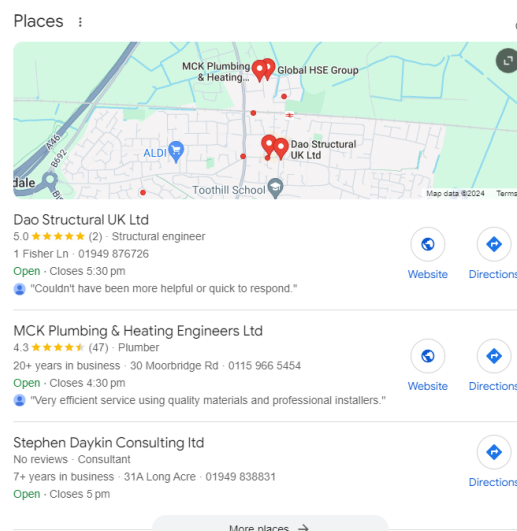 Places
MCK Plumbing
& Heating...
Global HSE Group
A46
B692
ALDI
Dao Structural
UK Ltd
dale
Toothill School
Map data ©2024 Terms
Dao Structural UK Ltd
5.0 (2) · Structural engineer
1 Fisher Ln · 01949 876726
Open · Closes 5:30 pm
"Couldn't have been more helpful or quick to respond."
Website
Directions
MCK Plumbing & Heating Engineers Ltd
4.3 (47) · Plumber
20+ years in business · 30 Moorbridge Rd · 0115 966 5454
Open · Closes 4:30 pm
"Very efficient service using quality materials and professional installers."
Website
Directions
Stephen Daykin Consulting ltd
No reviews · Consultant
7+ years in business · 31A Long Acre · 01949 838831
Open · Closes 5 pm
Directions
More places